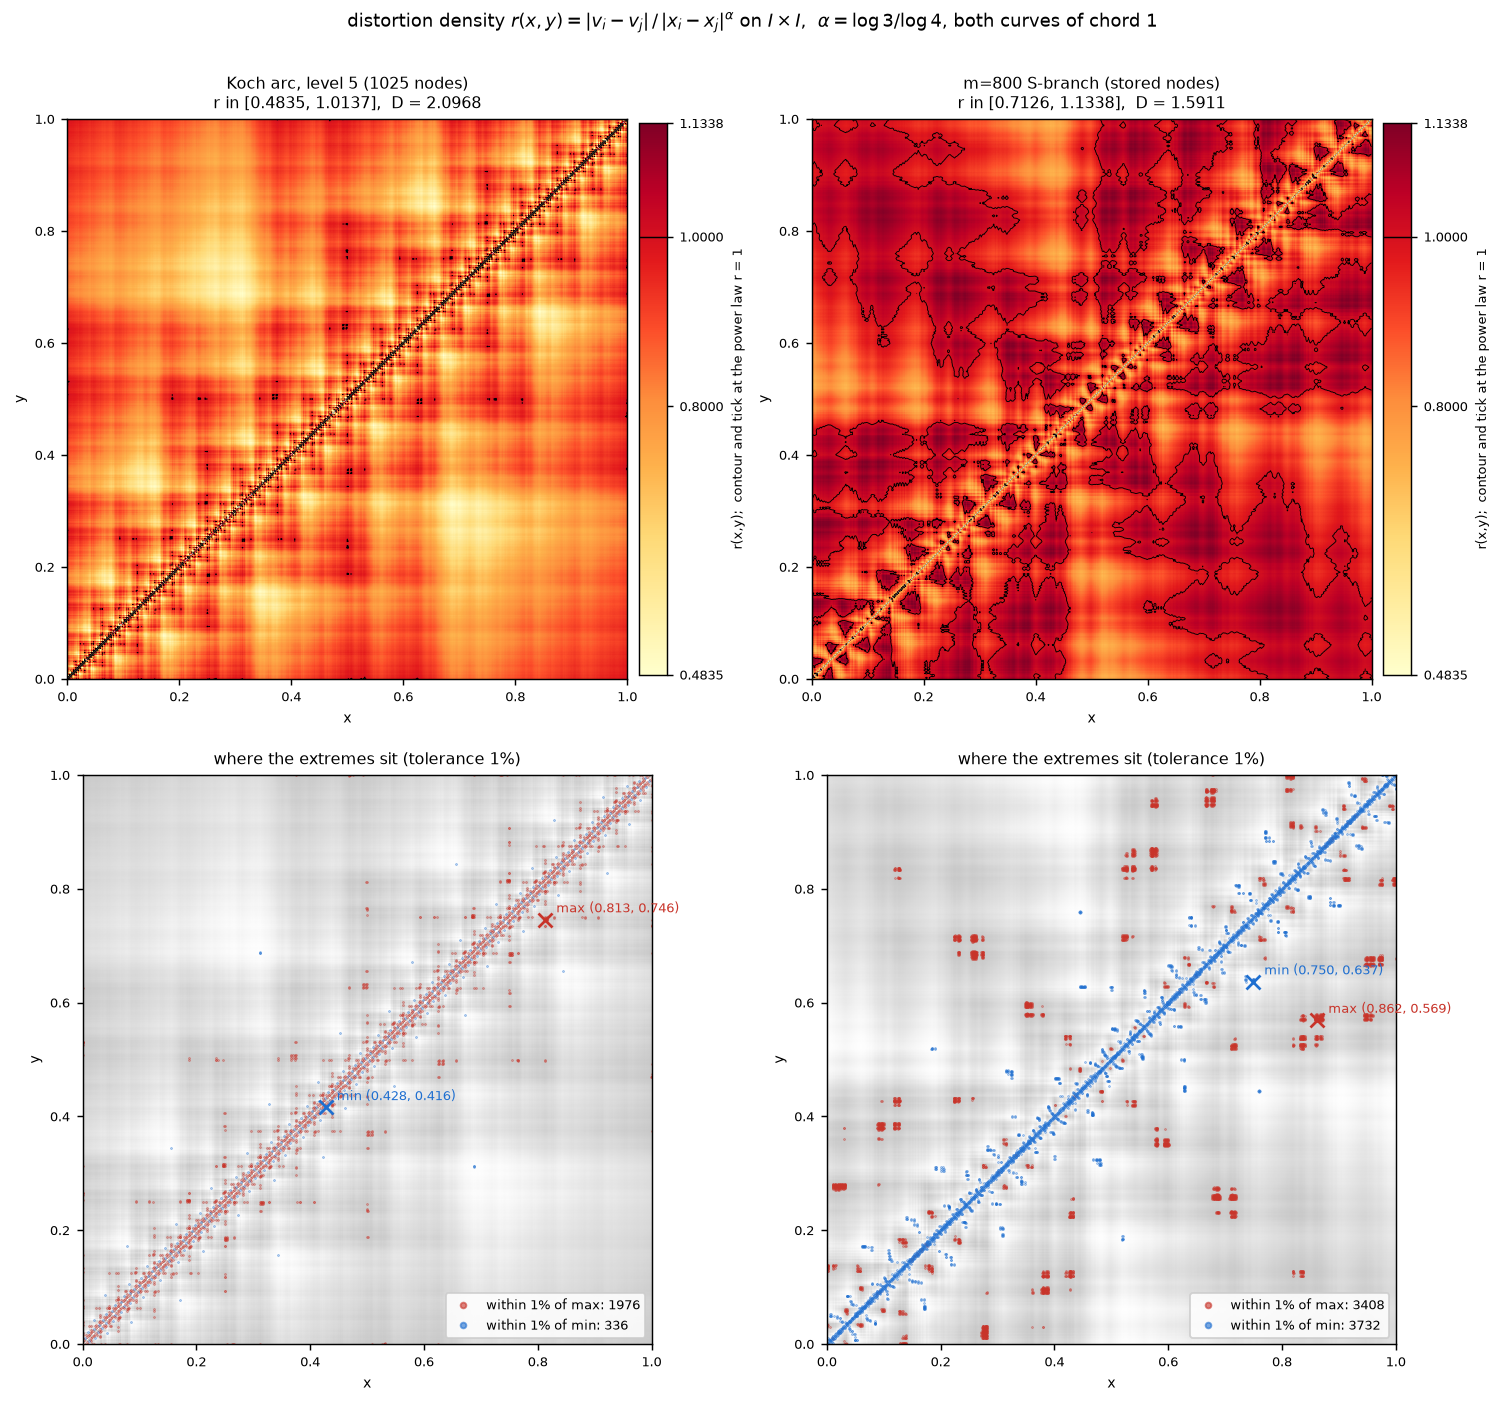 distortion density r(x, y) = |v_i − v_j| / |x_i − x_j|^α on I × I,  α = log 3/log 4, both curves of chord 1
Koch arc, level 5 (1025 nodes)
r in [0.4835, 1.0137],  D = 2.0968
1.0
0.8
0.6
0.4
0.2
0.0
y
0.0 0.2 0.4 0.6 0.8 1.0
x
1.1338
1.0000
0.8000
0.4835
r(x,y);  contour and tick at the power law r = 1
m=800 S-branch (stored nodes)
r in [0.7126, 1.1338],  D = 1.5911
1.0
0.8
0.6
0.4
0.2
0.0
y
0.0 0.2 0.4 0.6 0.8 1.0
x
1.1338
1.0000
0.8000
0.4835
r(x,y);  contour and tick at the power law r = 1
where the extremes sit (tolerance 1%)
1.0
0.8
0.6
0.4
0.2
0.0
y
max (0.813, 0.746)
min (0.428, 0.416)
within 1% of max: 1976
within 1% of min: 336
0.0 0.2 0.4 0.6 0.8 1.0
x
where the extremes sit (tolerance 1%)
1.0
0.8
0.6
0.4
0.2
0.0
y
min (0.750, 0.637)
max (0.862, 0.569)
within 1% of max: 3408
within 1% of min: 3732
0.0 0.2 0.4 0.6 0.8 1.0
x